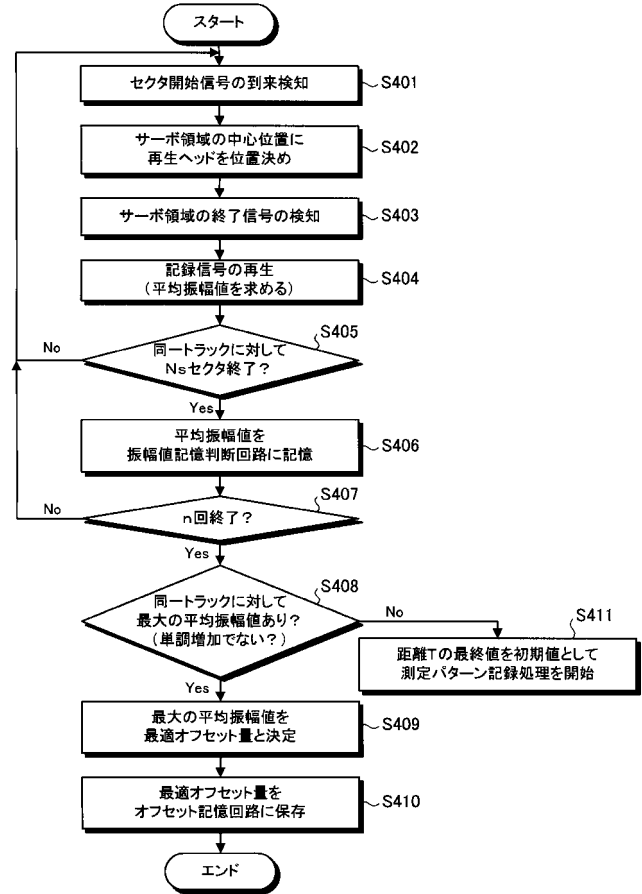 スタート
セクタ開始信号の到来検知
S401
サーボ領域の中心位置に
再生ヘッドを位置決め
S402
サーボ領域の終了信号の検知
S403
記録信号の再生
(平均振幅値を求める)
S404
S405
No
同一トラックに対して
Nsセクタ終了?
Yes
平均振幅値を
振幅値記憶判断回路に記憶
S406
S407
No
n回終了?
Yes
S408
同一トラックに対して
最大の平均振幅値あり?
(単調増加でない?)
No
S411
距離Tの最終値を初期値として
測定パターン記録処理を開始
Yes
最大の平均振幅値を
最適オフセット量と決定
S409
最適オフセット量を
オフセット記憶回路に保存
S410
エンド